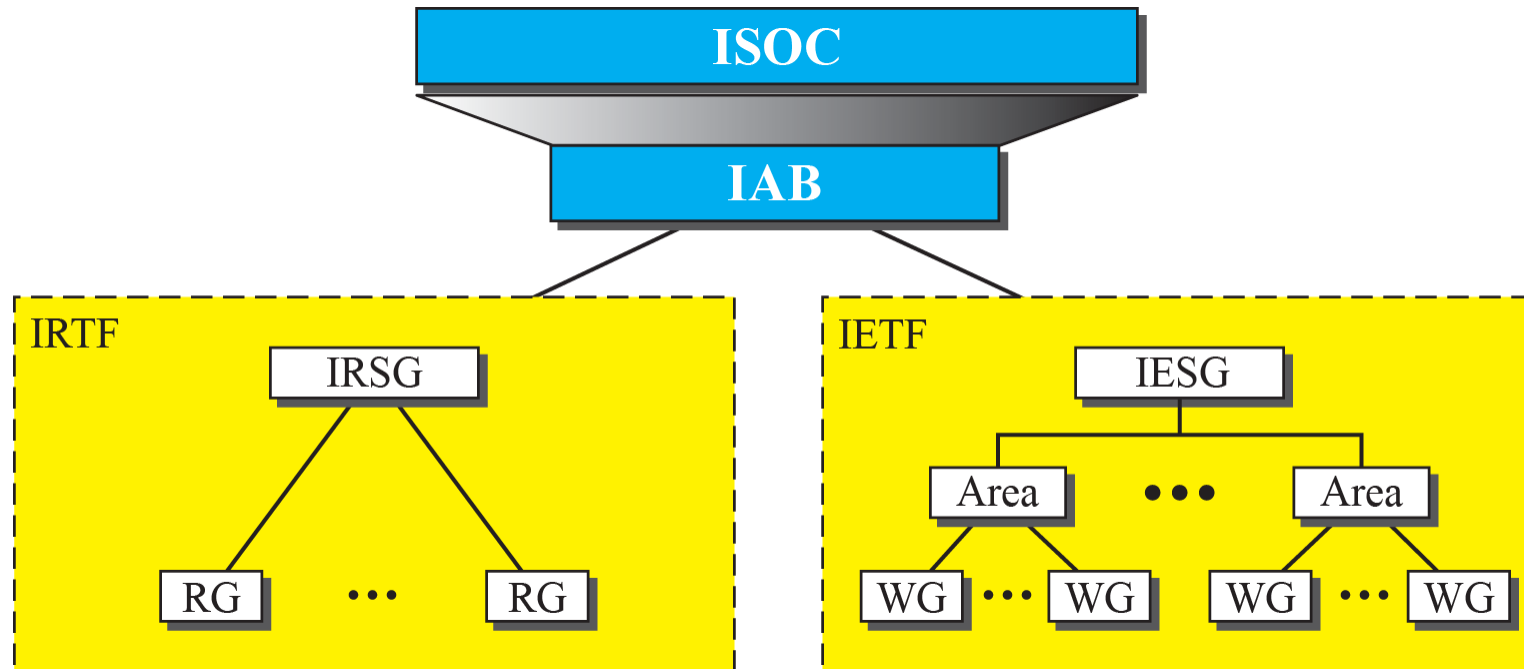 ISOC
IAB
IRTF
IRSG
RG ... RG
IETF
IESG
Area ... Area
WG ... WG WG ... WG